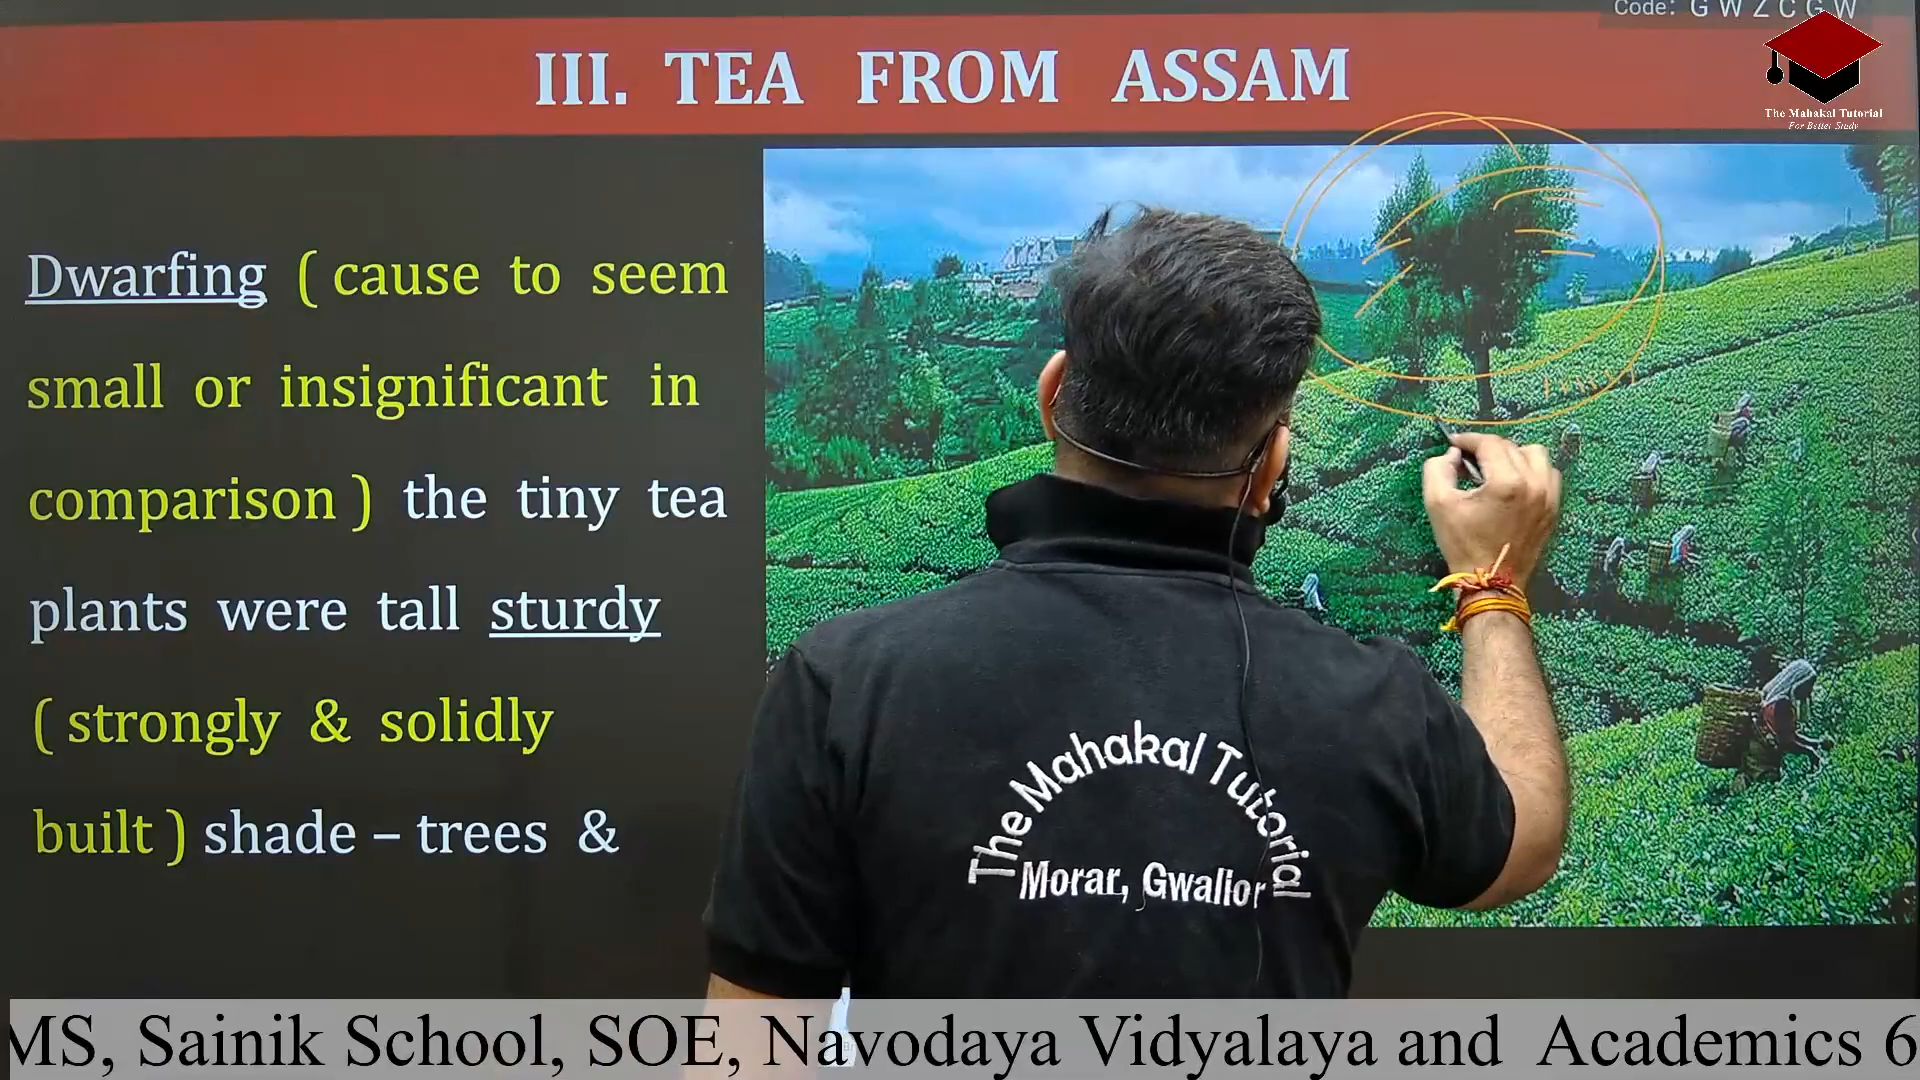 Code: GWZCGW
III. TEA FROM ASSAM
The Mahakal Tutorial
For Better Study
Dwarfing ( cause to seem
small or insignificant in
comparison ) the tiny tea
plants were tall sturdy
( strongly & solidly
built ) shade – trees &
The Mahakal Tutorial
Morar, Gwalior
MS, Sainik School, SOE, Navodaya Vidyalaya and Academics 6